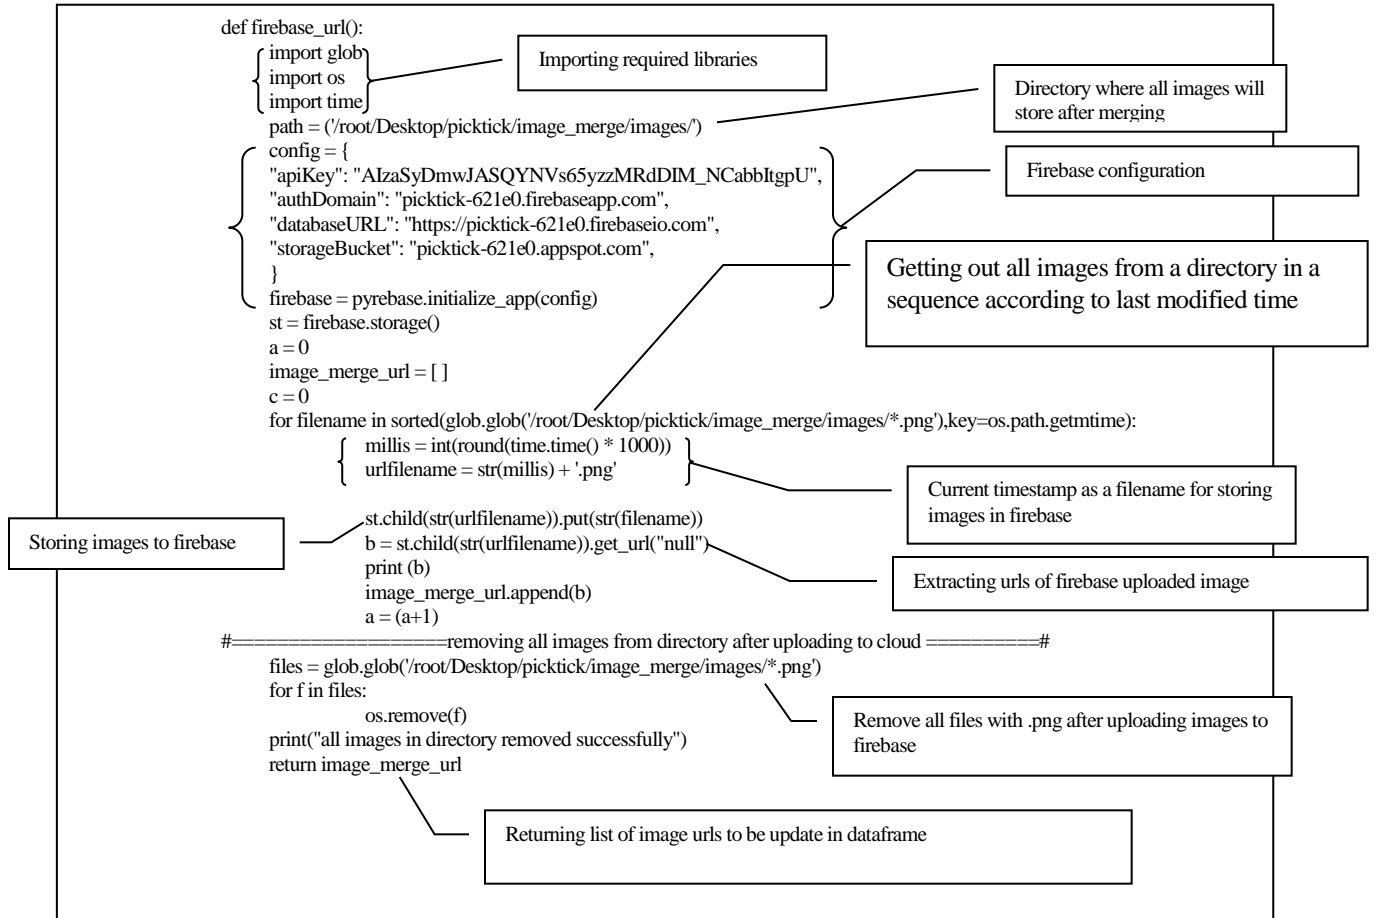 def firebase_url():
import glob
import os
import time
Importing required libraries
Directory where all images will
store after merging
path = ('/root/Desktop/picktick/image_merge/images/')
config = {
"apiKey": "AIzaSyDmwJASQYNVs65yzzMRdDIM_NCabbItgpU",
"authDomain": "picktick-621e0.firebaseapp.com",
"databaseURL": "https://picktick-621e0.firebaseio.com",
"storageBucket": "picktick-621e0.appspot.com",
}
Firebase configuration
firebase = pyrebase.initialize_app(config)
st = firebase.storage()
a = 0
image_merge_url = [ ]
c = 0
Getting out all images from a directory in a
sequence according to last modified time
for filename in sorted(glob.glob('/root/Desktop/picktick/image_merge/images/*.png'),key=os.path.getmtime):
millis = int(round(time.time() * 1000))
urlfilename = str(millis) + '.png'
Current timestamp as a filename for storing
images in firebase
Storing images to firebase
st.child(str(urlfilename)).put(str(filename))
b = st.child(str(urlfilename)).get_url("null")
print (b)
image_merge_url.append(b)
a = (a+1)
Extracting urls of firebase uploaded image
#===================removing all images from directory after uploading to cloud ==========#
files = glob.glob('/root/Desktop/picktick/image_merge/images/*.png')
for f in files:
os.remove(f)
print("all images in directory removed successfully")
return image_merge_url
Remove all files with .png after uploading images to
firebase
Returning list of image urls to be update in dataframe